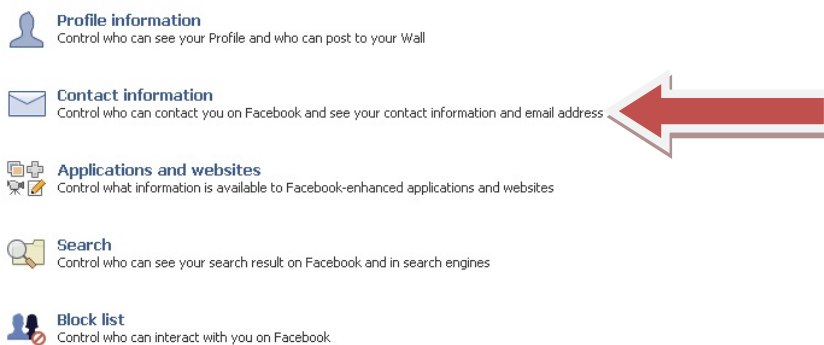 Profile information
Control who can see your Profile and who can post to your Wall
Contact information
Control who can contact you on Facebook and see your contact information and email address
Applications and websites
Control what information is available to Facebook-enhanced applications and websites
Search
Control who can see your search result on Facebook and in search engines
Block list
Control who can interact with you on Facebook